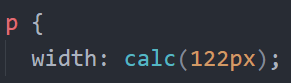 p {
  width: calc(122px);